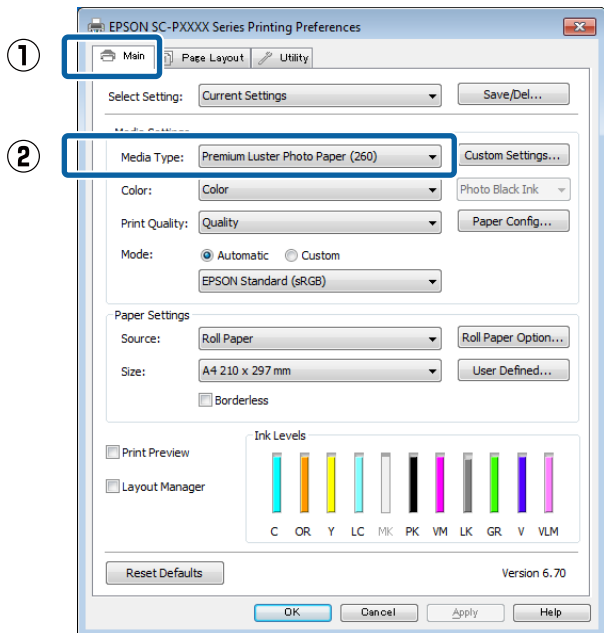 EPSON SC-PXXXX Series Printing Preferences
① Main Page Layout Utility
Select Setting: Current Settings Save/Del...
Media Settings
② Media Type: Premium Luster Photo Paper (260) Custom Settings...
Color: Color Photo Black Ink
Print Quality: Quality Paper Config...
Mode: Automatic Custom
EPSON Standard (sRGB)
Paper Settings
Source: Roll Paper Roll Paper Option...
Size: A4 210 x 297 mm User Defined...
Borderless
Ink Levels
Print Preview
Layout Manager
C OR Y LC MK PK VM LK GR V VLM
Reset Defaults Version 6.70
OK Cancel Apply Help